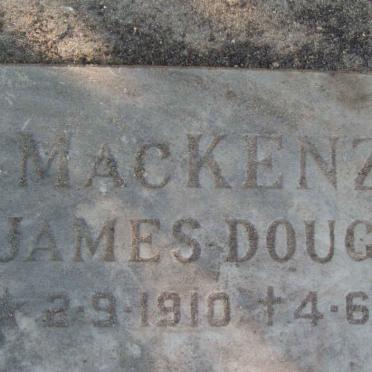 MACKENZ
JAMES DOUG
* 2-9-1910 † 4-6